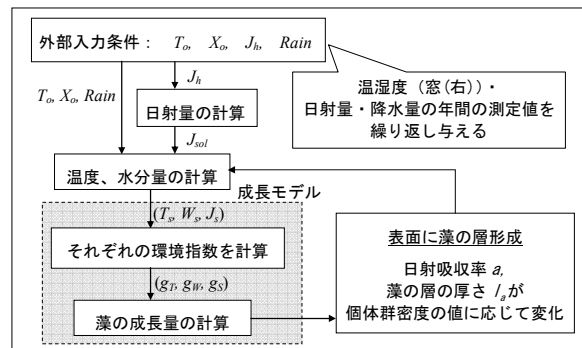 外部入力条件： To, Xo, Jh, Rain
Jh
To, Xo, Rain
日射量の計算
温湿度（窓(右)）・
日射量・降水量の年間の測定値を
繰り返し与える
Jsol
温度、水分量の計算
成長モデル
(Ts, Ws, Js)
それぞれの環境指数を計算
(gT, gW, gS)
藻の成長量の計算
表面に藻の層形成
日射吸収率 a,
藻の層の厚さ laが
個体群密度の値に応じて変化